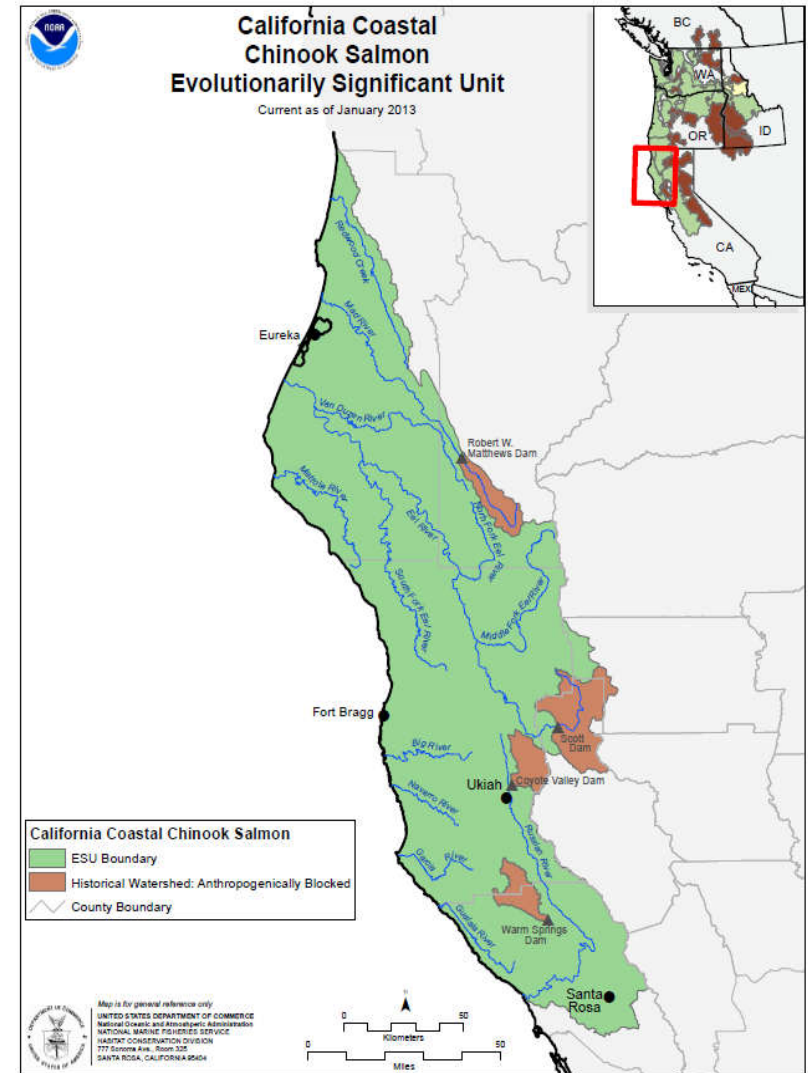 NOAA
California Coastal
Chinook Salmon
Evolutionarily Significant Unit
Current as of January 2013
BC
WA
OR
ID
CA
MEX
Redwood Creek
Mad River
Eureka
Van Duzen River
Robert W.
Matthews Dam
Mattole River
Eel River
North Fork Eel
River
South Fork Eel River
Middle Fork Eel River
Fort Bragg
Scott
Dam
Big River
Coyote Valley Dam
Ukiah
Navarro River
Russian River
Garcia River
Warm Springs
Dam
Gualala River
Santa
Rosa
California Coastal Chinook Salmon
ESU Boundary
Historical Watershed: Anthropogenically Blocked
County Boundary
Map is for general reference only
UNITED STATES DEPARTMENT OF COMMERCE
National Oceanic and Atmospheric Administration
NATIONAL MARINE FISHERIES SERVICE
HABITAT CONSERVATION DIVISION
777 Sonoma Ave., Room 325
SANTA ROSA, CALIFORNIA 95404
N
0 50
Kilometers
0 50
Miles